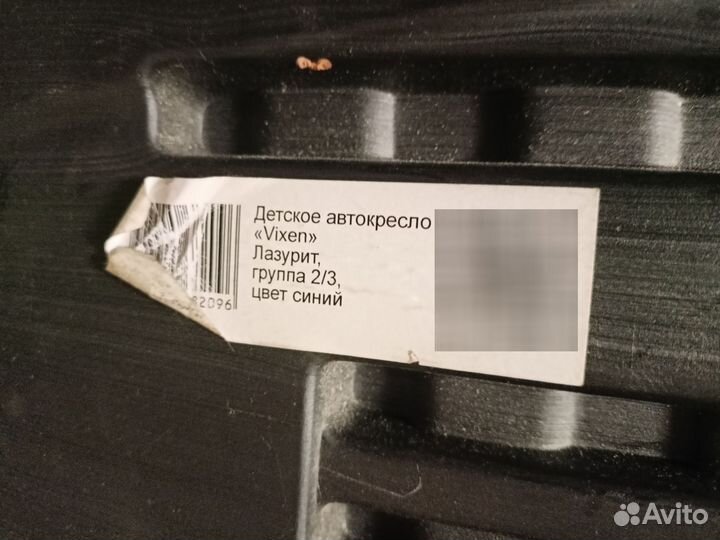 Детское автокресло
«Vixen»
Лазурит,
группа 2/3,
цвет синий
82096
Avito